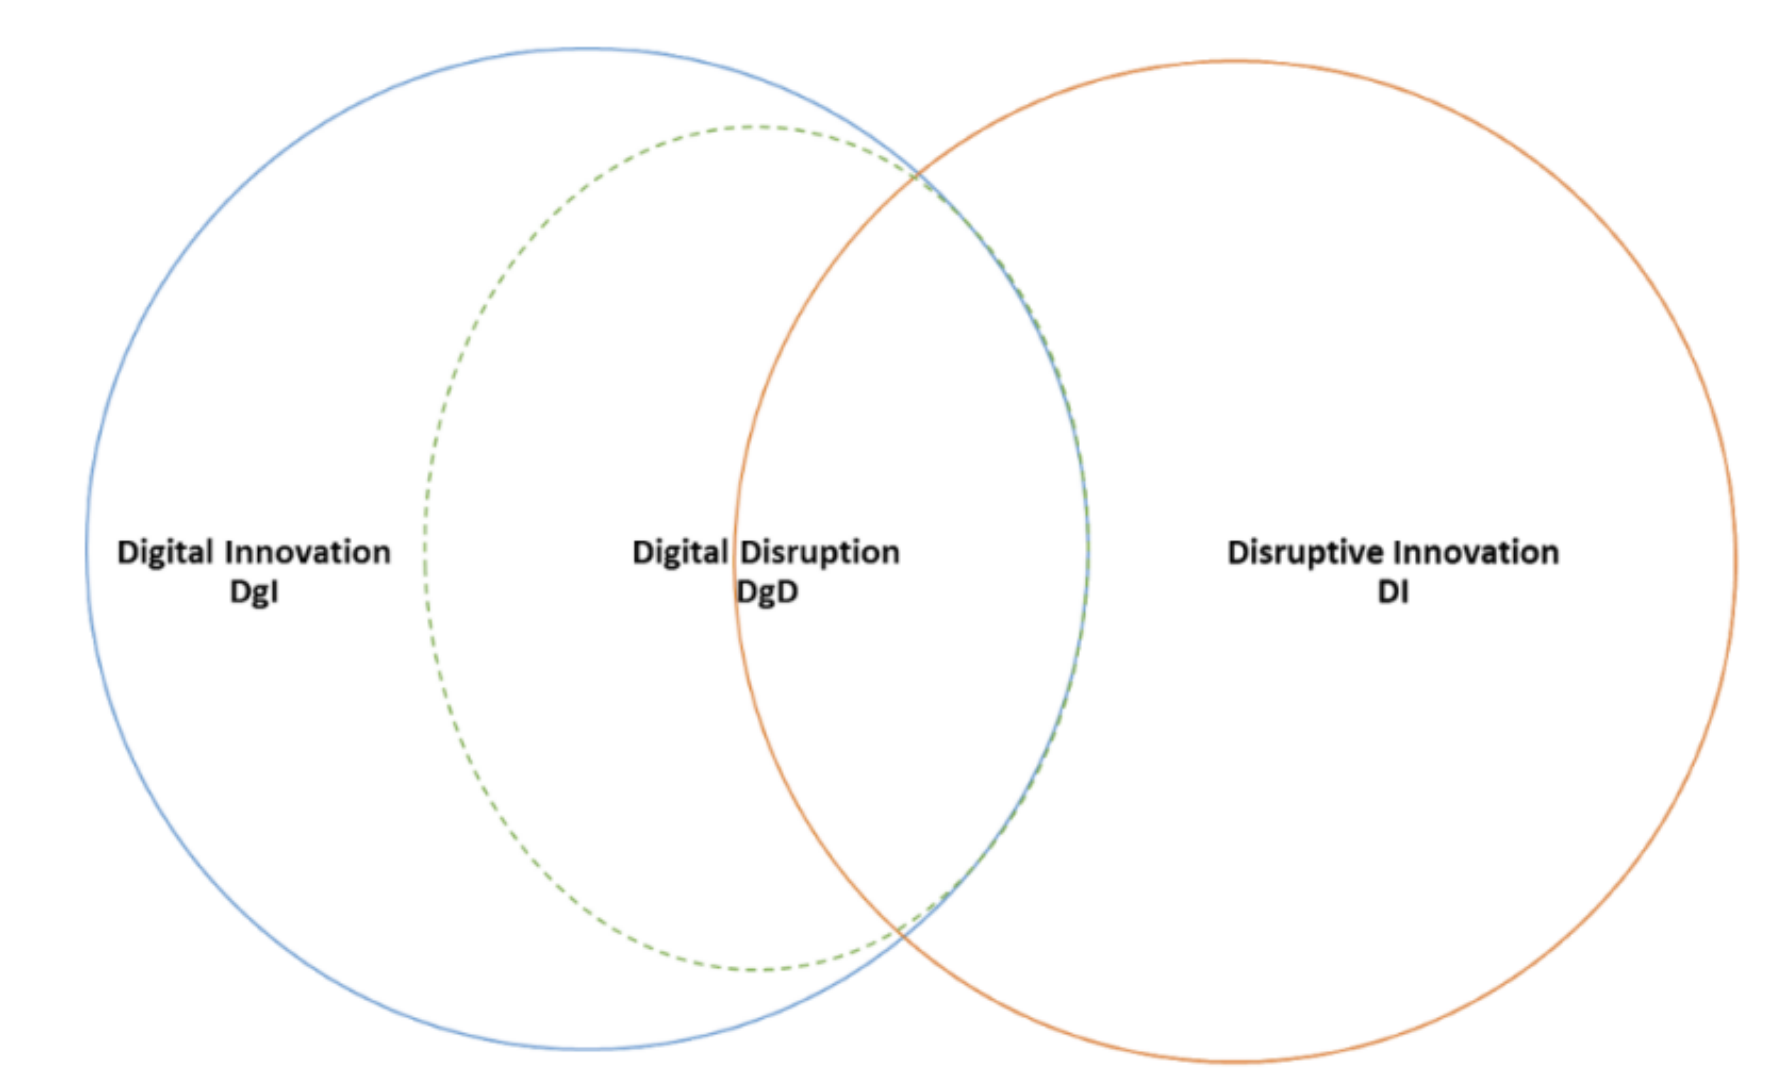 Digital Innovation
DgI
Digital Disruption
DgD
Disruptive Innovation
DI